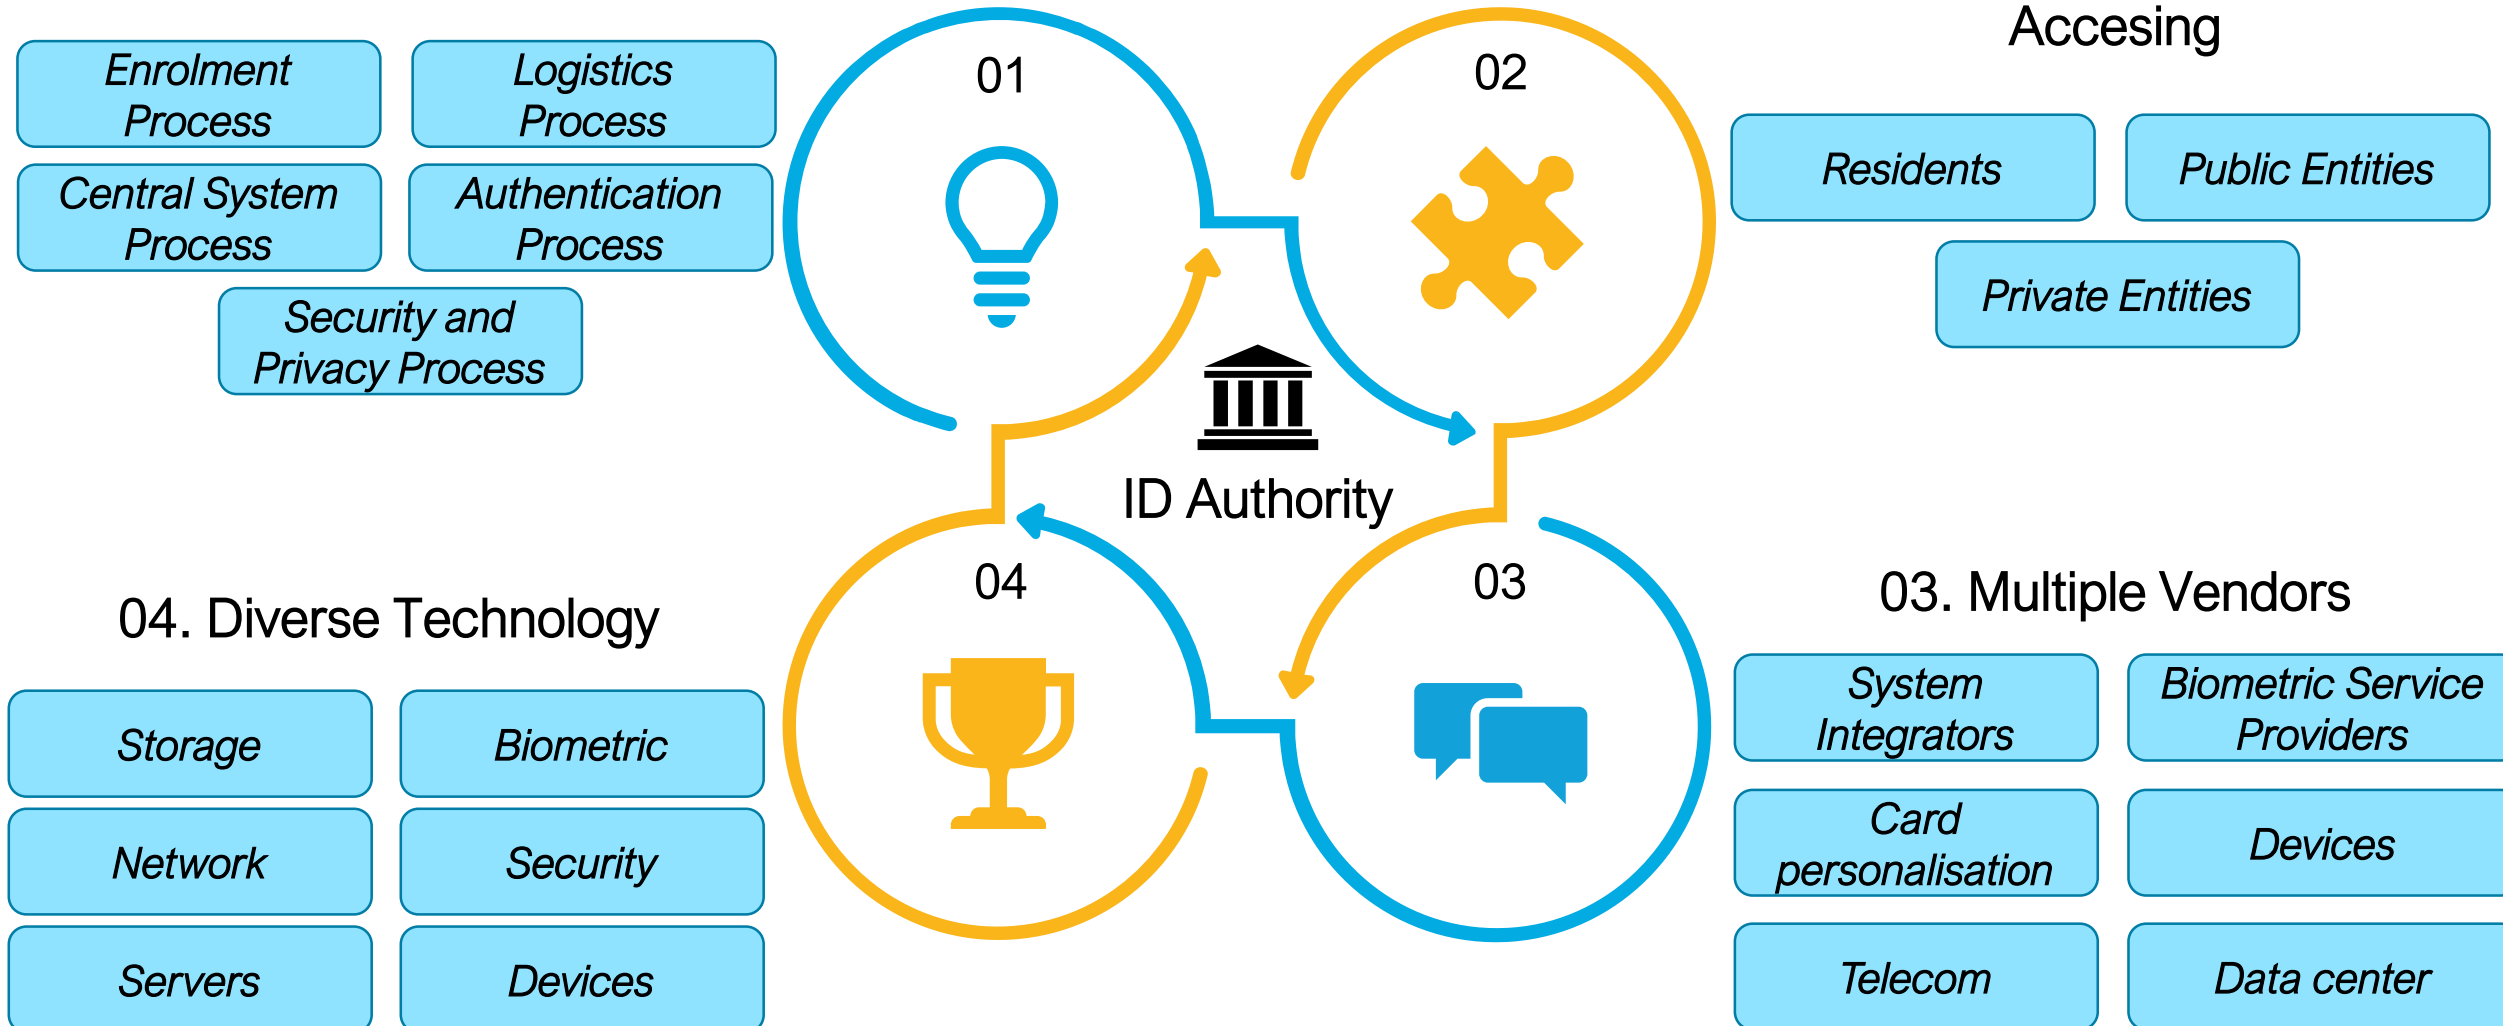 Enrolment
Process
Logistics
Process
Central System
Process
Authentication
Process
Security and
Privacy Process
01
02
Accesing
Residents
Public Entities
Private Entities
ID Authority
04. Diverse Technology
Storage
Biometric
Network
Security
Servers
Devices
04
03
03. Multiple Vendors
System
Integrators
Biometric Service
Providers
Card
personalisation
Devices
Telecom
Data center